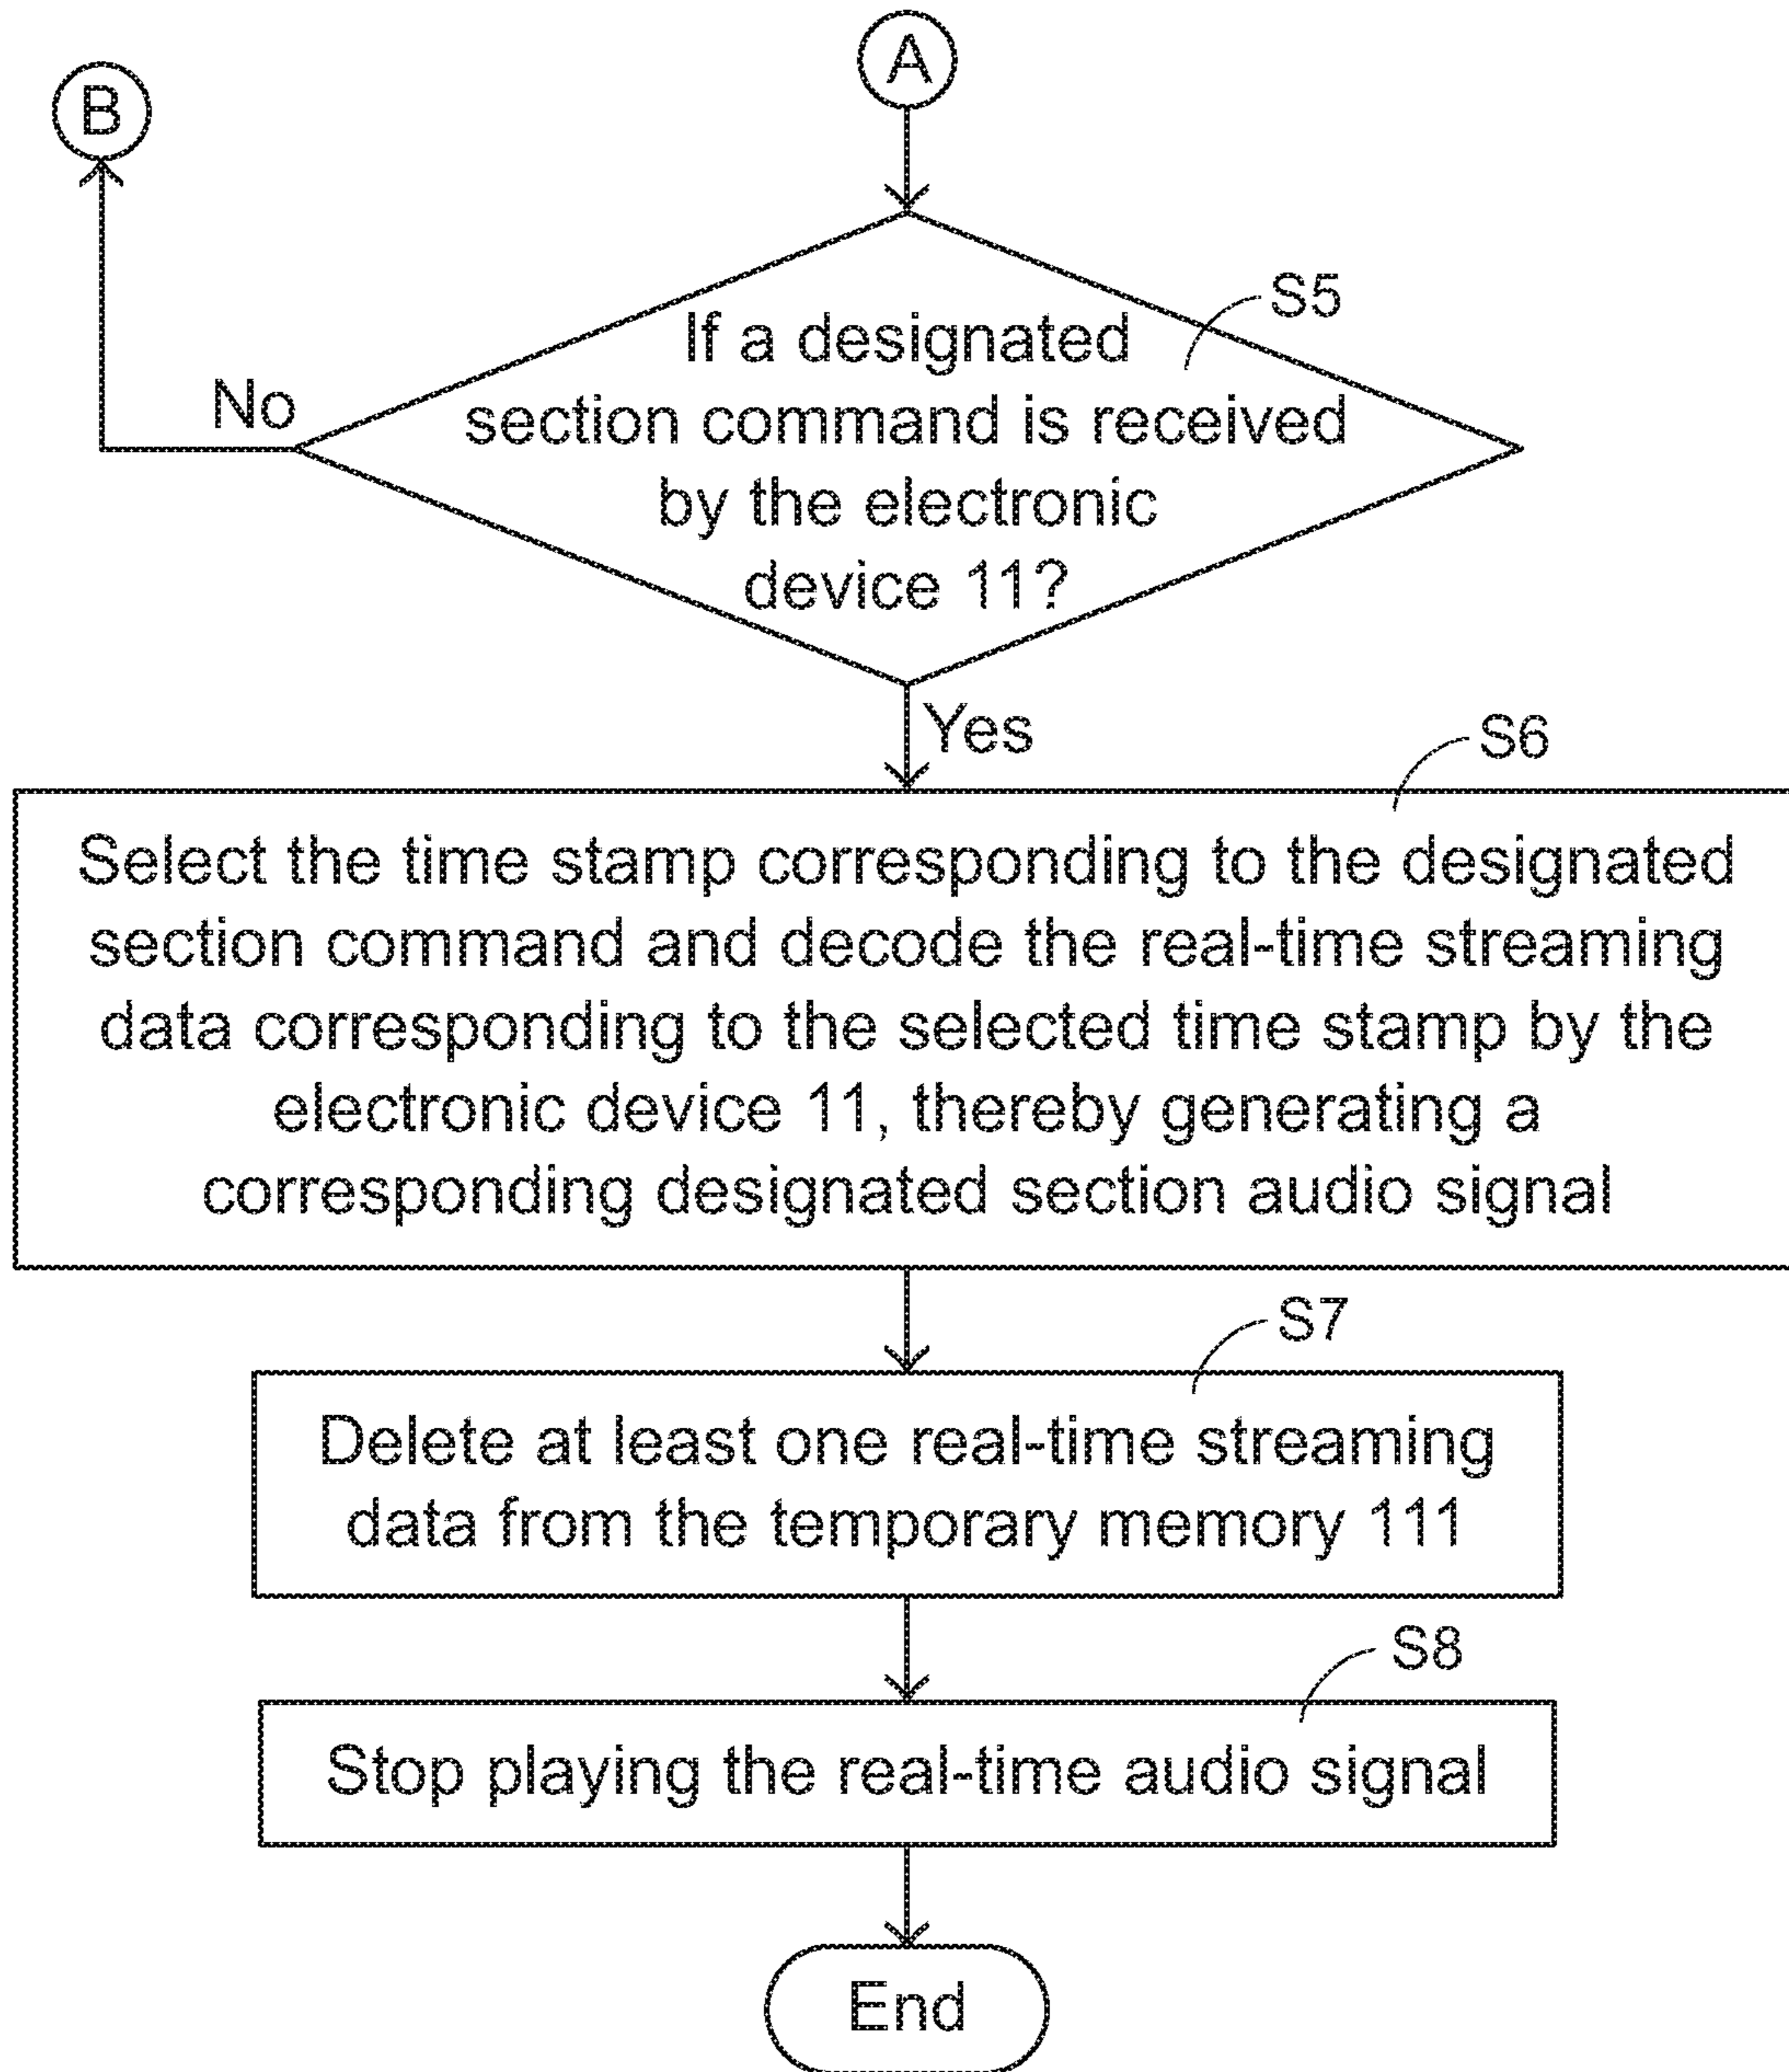 A
B
S5
If a designated
section command is received
by the electronic
device 11?
No
Yes
S6
Select the time stamp corresponding to the designated
section command and decode the real-time streaming
data corresponding to the selected time stamp by the
electronic device 11, thereby generating a
corresponding designated section audio signal
S7
Delete at least one real-time streaming
data from the temporary memory 111
S8
Stop playing the real-time audio signal
End